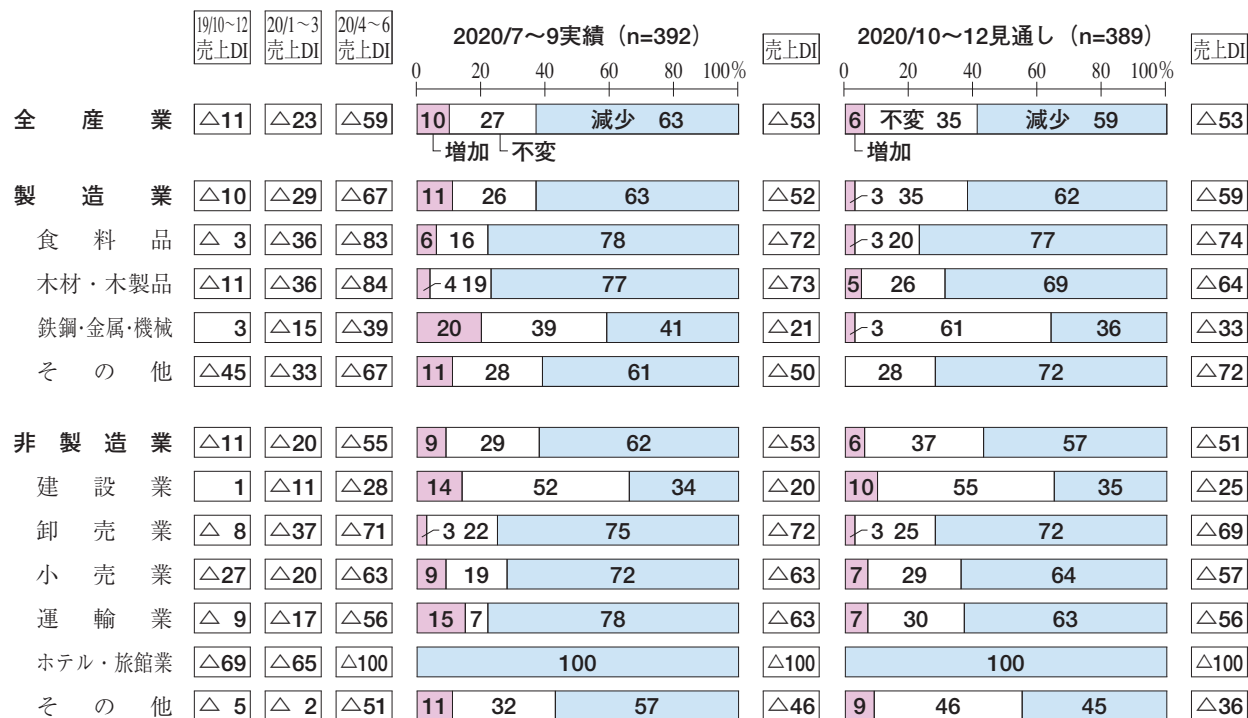 19/10~12 20/1~3 20/4~6
売上DI 売上DI 売上DI 2020/7~9実績（n=392） 売上DI 2020/10~12見通し（n=389） 売上DI
0 20 40 60 80 100% 0 20 40 60 80 100%
全産業 △11 △23 △59 10 27 減少 63 △53 6 不変 35 減少 59 △53
増加 不変 増加
製造業 △10 △29 △67 11 26 63 △52 3 35 62 △59
食料品 △ 3 △36 △83 6 16 78 △72 3 20 77 △74
木材・木製品 △11 △36 △84 4 19 77 △73 5 26 69 △64
鉄鋼・金属・機械 3 △15 △39 20 39 41 △21 3 61 36 △33
その他 △45 △33 △67 11 28 61 △50 28 72 △72
非製造業 △11 △20 △55 9 29 62 △53 6 37 57 △51
建設業 1 △11 △28 14 52 34 △20 10 55 35 △25
卸売業 △ 8 △37 △71 3 22 75 △72 3 25 72 △69
小売業 △27 △20 △63 9 19 72 △63 7 29 64 △57
運輸業 △ 9 △17 △56 15 7 78 △63 7 30 63 △56
ホテル・旅館業 △69 △65 △100 100 △100 100 △100
その他 △ 5 △ 2 △51 11 32 57 △46 9 46 45 △36